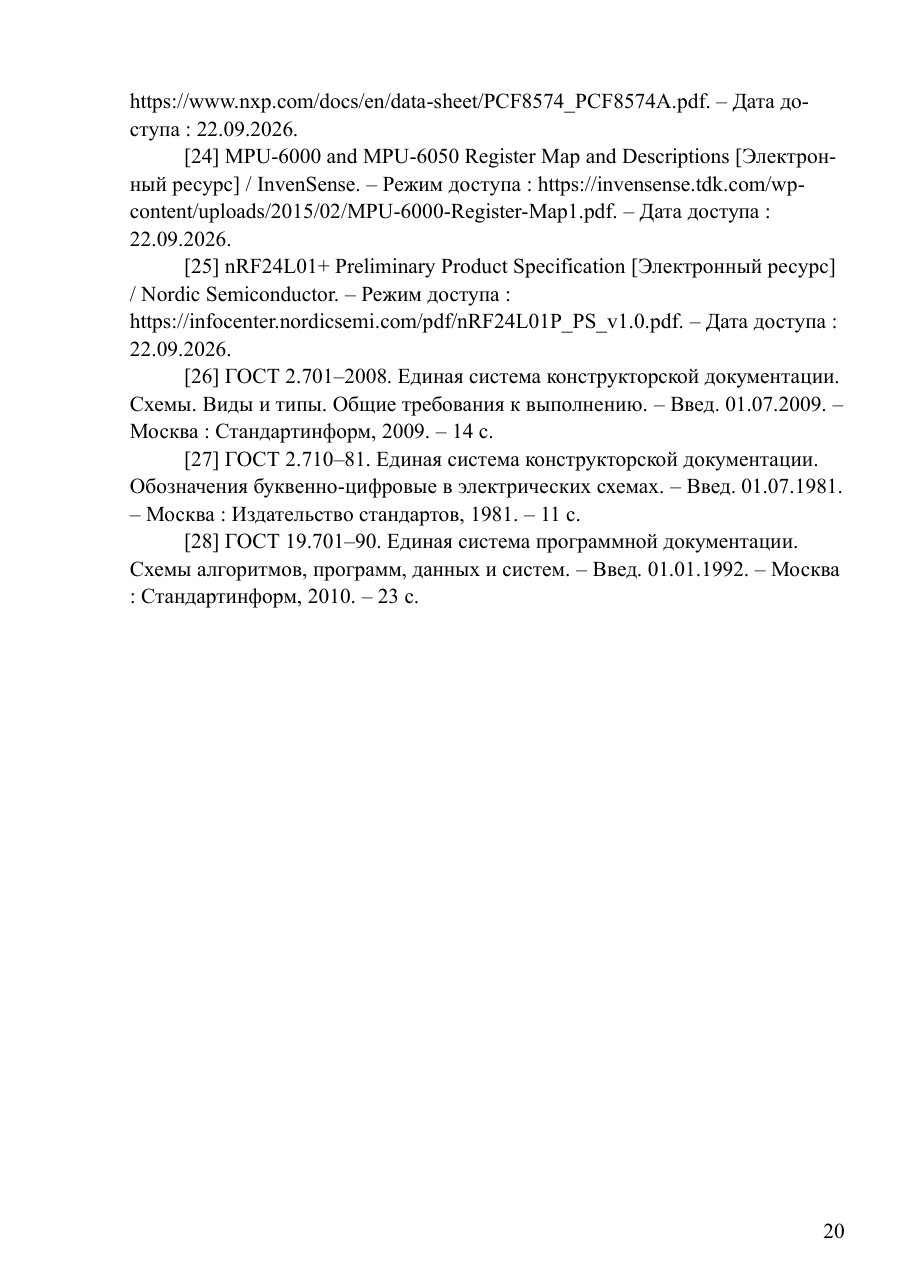 https://www.nxp.com/docs/en/data-sheet/PCF8574_PCF8574A.pdf. – Дата до-
ступа : 22.09.2026.
[24] MPU-6000 and MPU-6050 Register Map and Descriptions [Электрон-
ный ресурс] / InvenSense. – Режим доступа : https://invensense.tdk.com/wp-
content/uploads/2015/02/MPU-6000-Register-Map1.pdf. – Дата доступа :
22.09.2026.
[25] nRF24L01+ Preliminary Product Specification [Электронный ресурс]
/ Nordic Semiconductor. – Режим доступа :
https://infocenter.nordicsemi.com/pdf/nRF24L01P_PS_v1.0.pdf. – Дата доступа :
22.09.2026.
[26] ГОСТ 2.701–2008. Единая система конструкторской документации.
Схемы. Виды и типы. Общие требования к выполнению. – Введ. 01.07.2009. –
Москва : Стандартинформ, 2009. – 14 с.
[27] ГОСТ 2.710–81. Единая система конструкторской документации.
Обозначения буквенно-цифровые в электрических схемах. – Введ. 01.07.1981.
– Москва : Издательство стандартов, 1981. – 11 с.
[28] ГОСТ 19.701–90. Единая система программной документации.
Схемы алгоритмов, программ, данных и систем. – Введ. 01.01.1992. – Москва
: Стандартинформ, 2010. – 23 с.
20